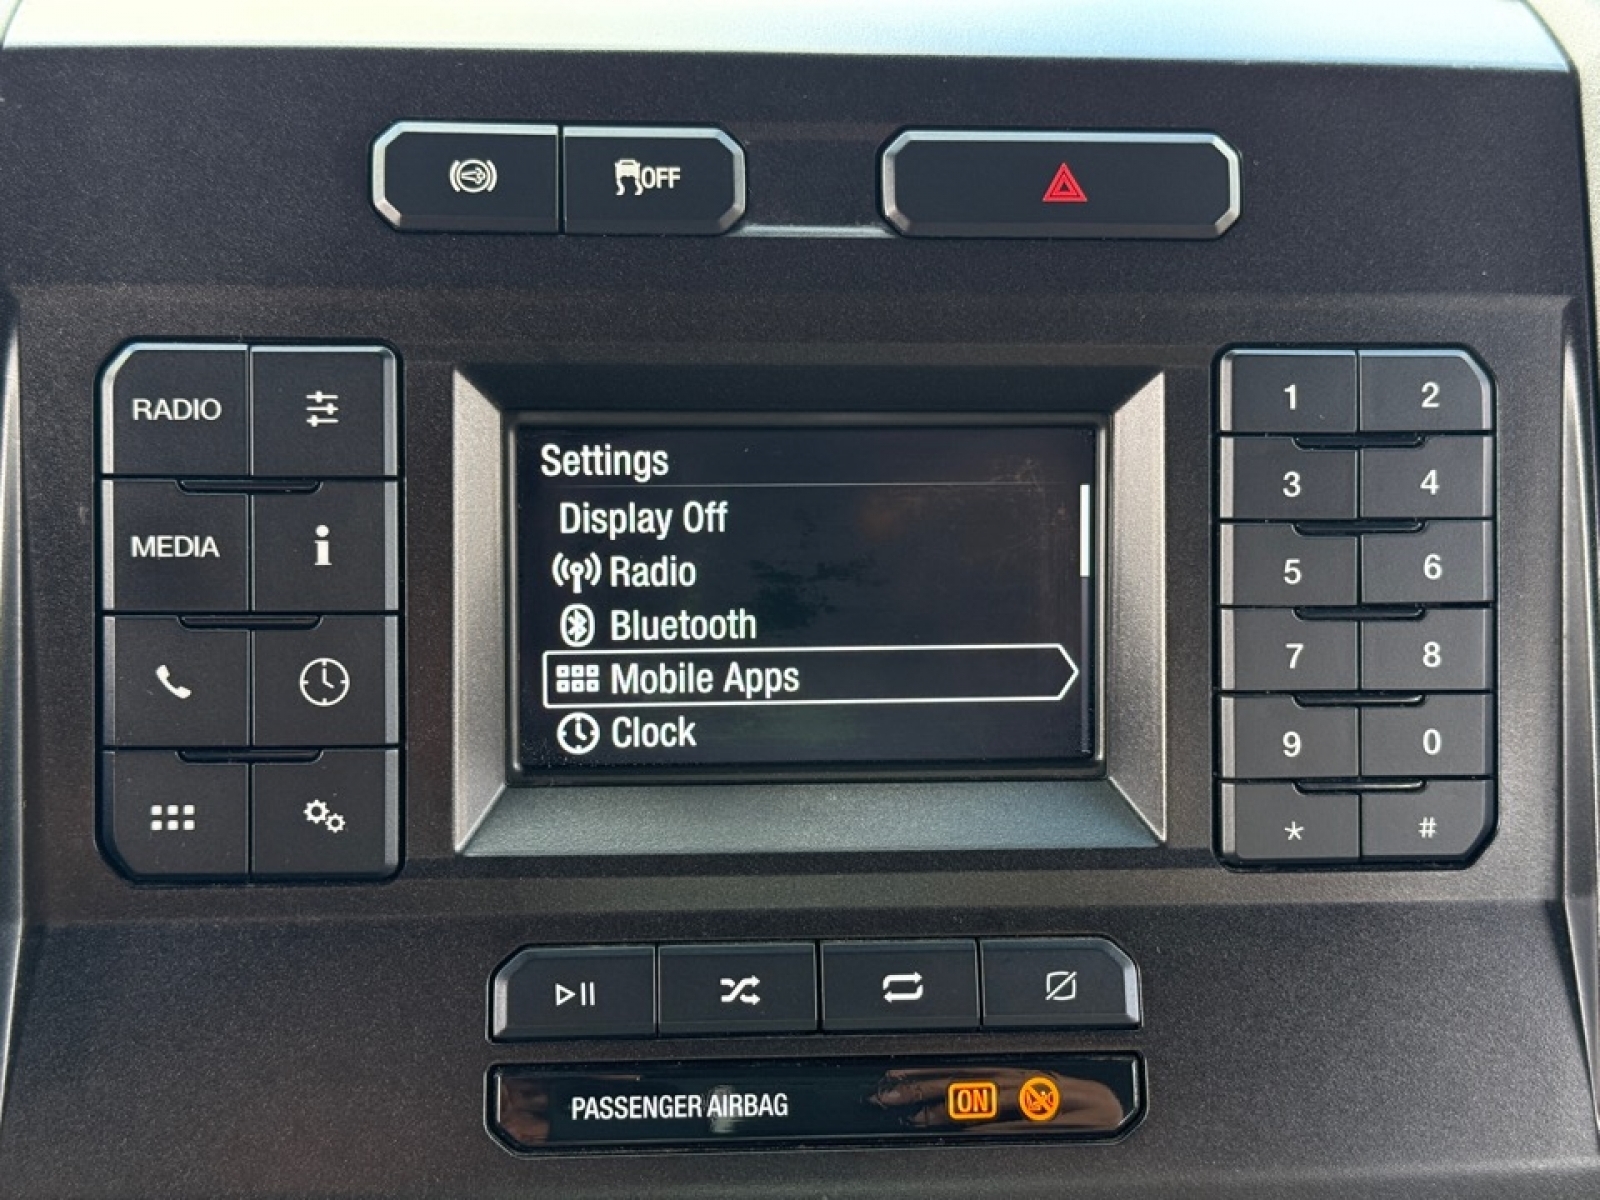 OFF
RADIO
MEDIA
Settings
Display Off
Radio
Bluetooth
Mobile Apps
Clock
1 2
3 4
5 6
7 8
9 0
* #
PASSENGER AIRBAG ON